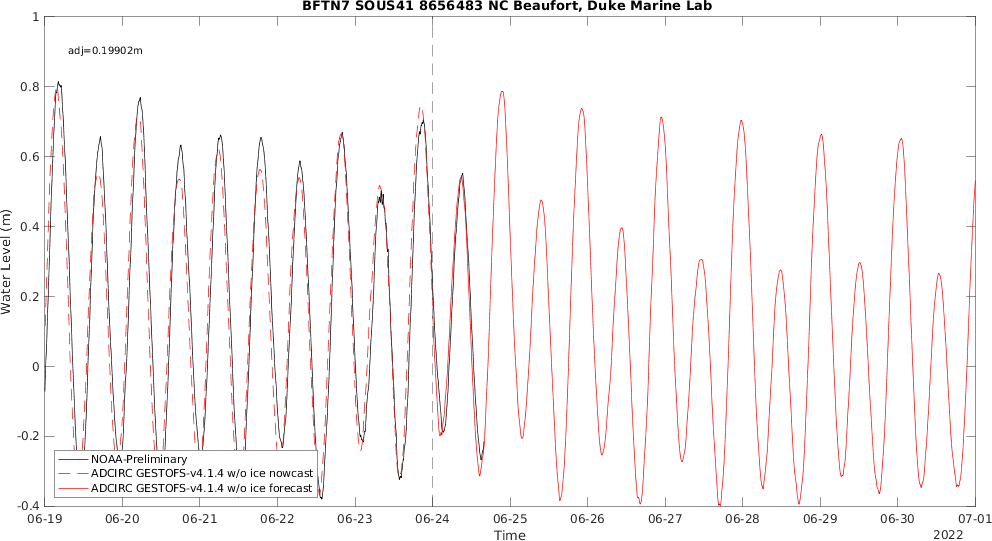 BFTN7 SOUS41 8656483 NC Beaufort, Duke Marine Lab
adj=0.19902m
1
0.8
0.6
0.4
0.2
0
-0.2
-0.4
Water Level (m)
NOAA-Preliminary
ADCIRC GESTOFS-v4.1.4 w/o ice nowcast
ADCIRC GESTOFS-v4.1.4 w/o ice forecast
06-19 06-20 06-21 06-22 06-23 06-24 06-25 06-26 06-27 06-28 06-29 06-30 07-01
Time
2022